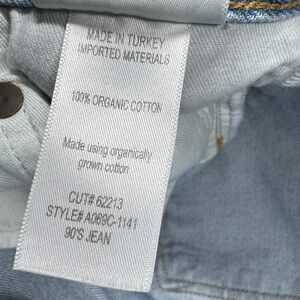 MADE IN TURKEY
IMPORTED MATERIALS
100% ORGANIC COTTON
Made using organically
grown cotton
CUT# 62213
STYLE# A069C-1141
90'S JEAN